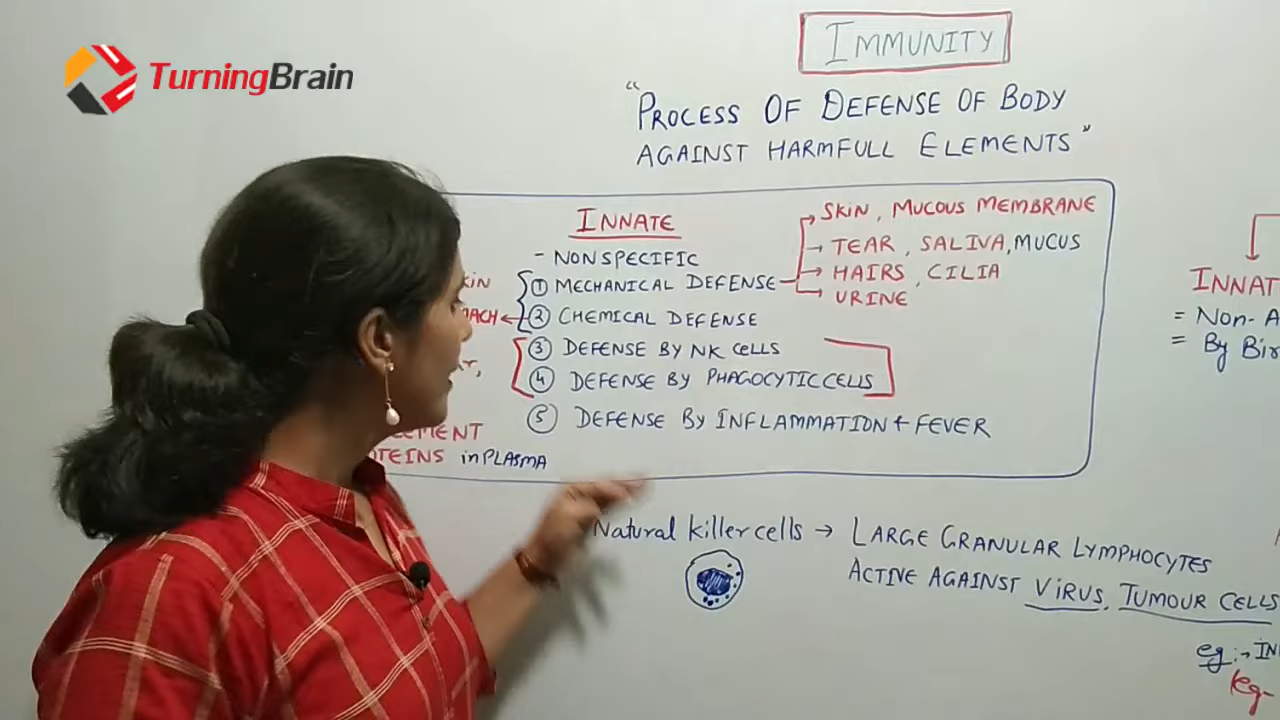 TurningBrain
IMMUNITY
"PROCESS OF DEFENSE OF BODY
AGAINST HARMFULL ELEMENTS"
INNATE
- NONSPECIFIC
① MECHANICAL DEFENSE
② CHEMICAL DEFENSE
③ DEFENSE BY NK CELLS
④ DEFENSE BY PHAGOCYTIC CELLS
⑤ DEFENSE BY INFLAMMATION + FEVER
→ SKIN, MUCOUS MEMBRANE
→ TEAR, SALIVA, MUCUS
→ HAIRS, CILIA
→ URINE
in PLASMA
Natural killer cells → LARGE GRANULAR LYMPHOCYTES
ACTIVE AGAINST VIRUS, TUMOUR CELLS
eg:→
= Non-
= By